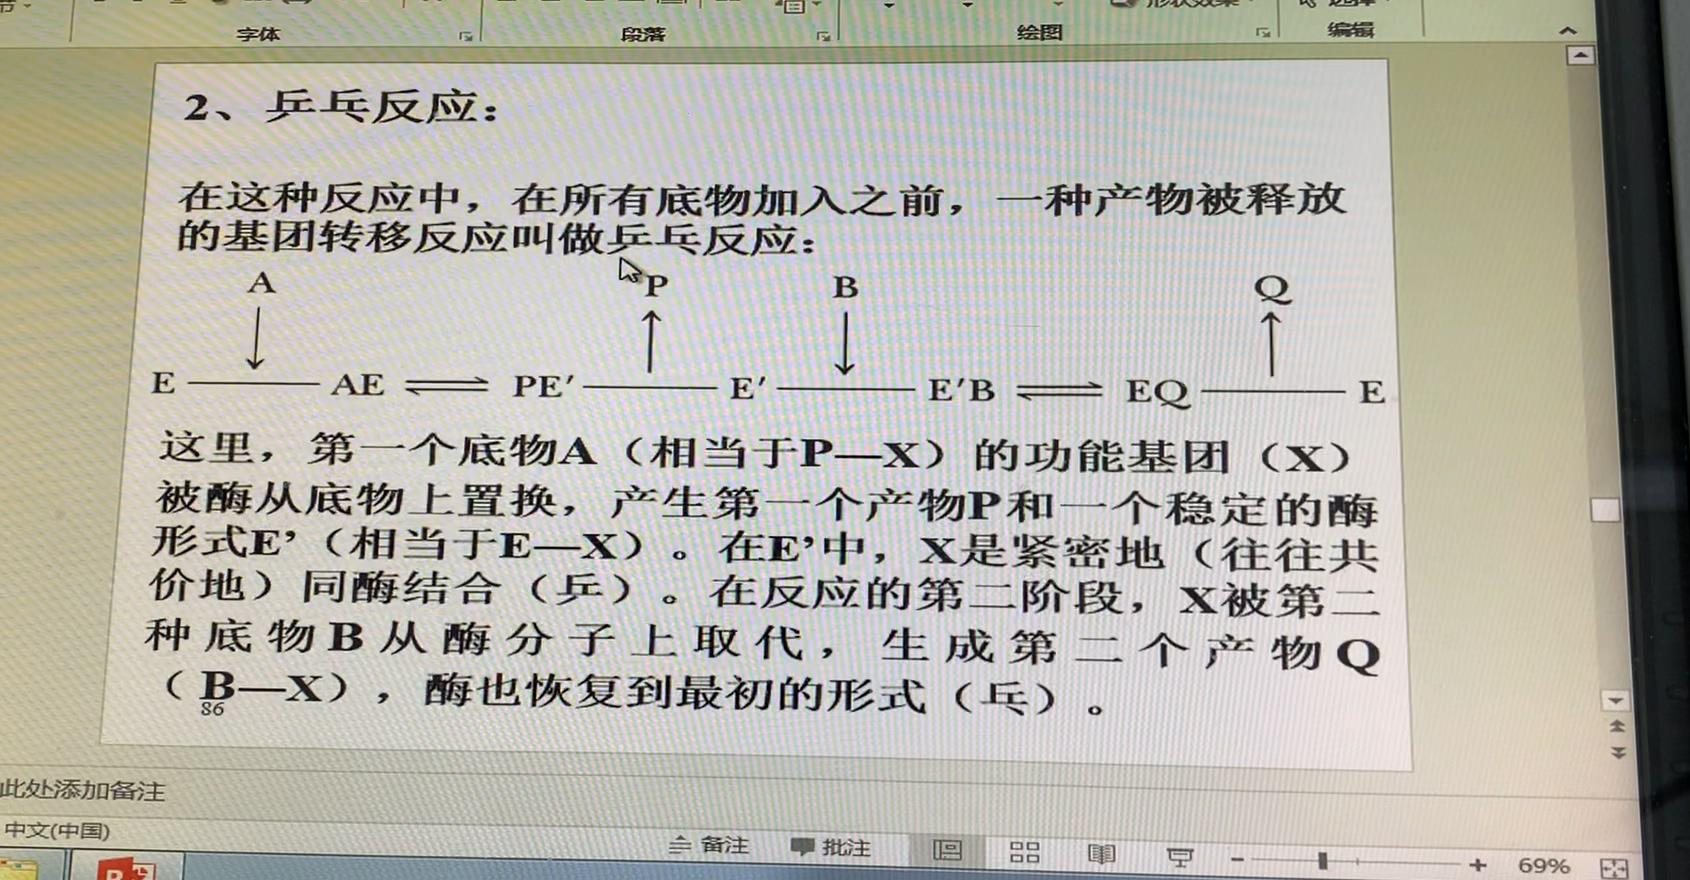 字体 段落 绘图 编辑
2、乒乓反应：
在这种反应中，在所有底物加入之前，一种产物被释放
的基团转移反应叫做乒乓反应：
A P B Q
E AE ⇌ PE′ E′ E′B ⇌ EQ E
这里，第一个底物A（相当于P—X）的功能基团（X）
被酶从底物上置换，产生第一个产物P和一个稳定的酶
形式E’（相当于E—X）。在E’中，X是紧密地（往往共
价地）同酶结合（乒）。在反应的第二阶段，X被第二
种底物B从酶分子上取代，生成第二个产物Q
（B—X），酶也恢复到最初的形式（乓）。
86
此处添加备注
中文(中国) 备注 批注 69%